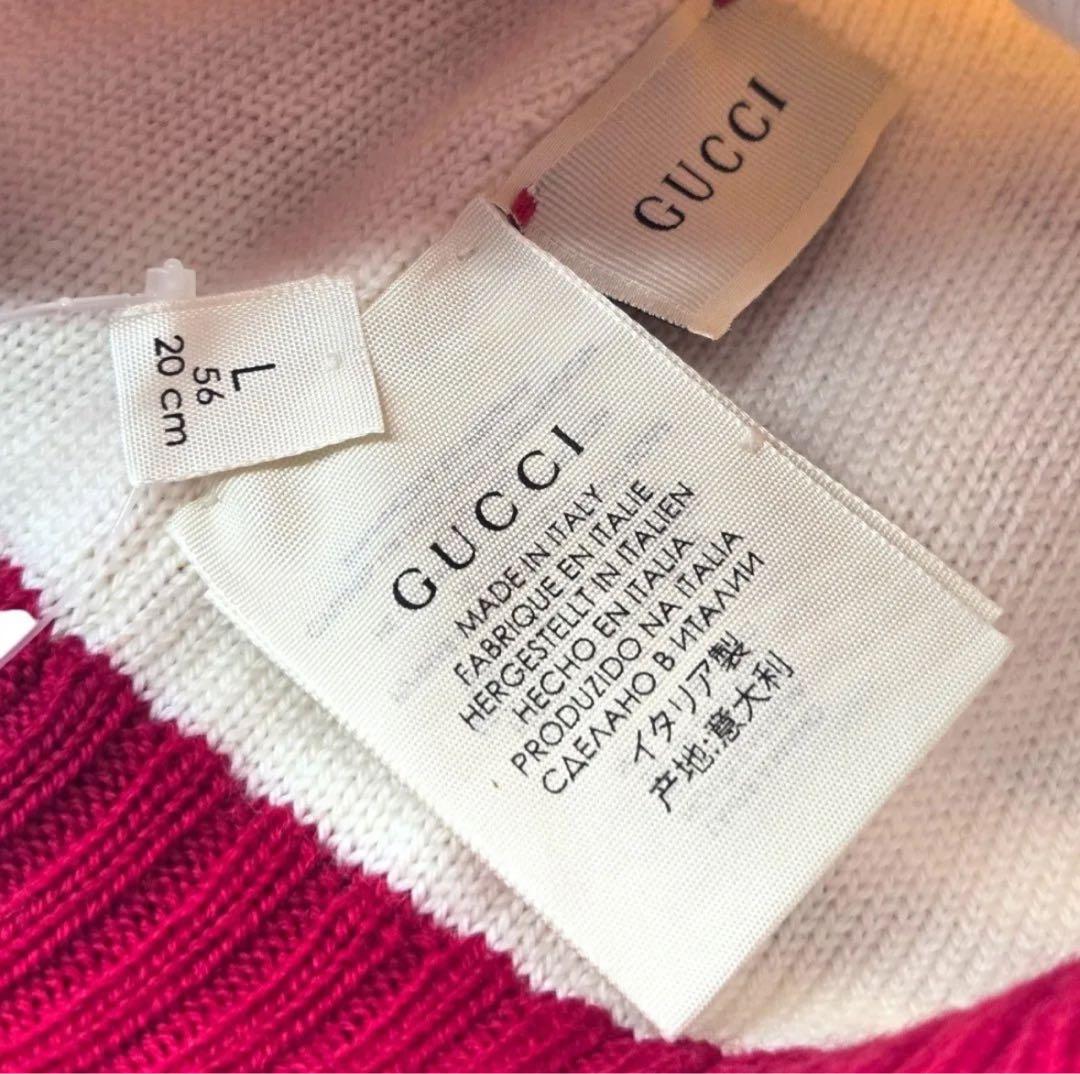 GUCCI
L
56
20 cm
GUCCI
MADE IN ITALY
FABRIQUE EN ITALIE
HERGESTELLT IN ITALIEN
HECHO EN ITALIA
PRODUZIDO NA ITALIA
СДЕЛАНО В ИТАЛИИ
イタリア製
产地:意大利